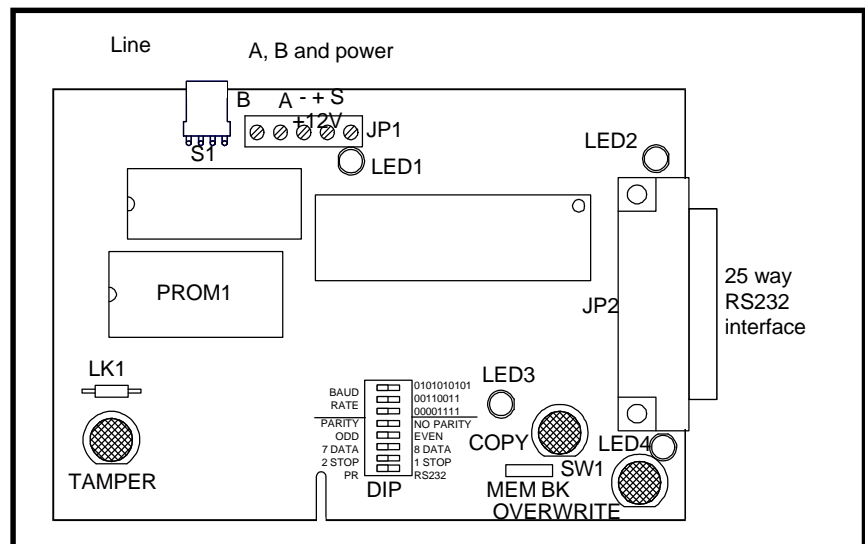 Line
A, B and power
B A - + S
+12V
JP1
S1
LED1
LED2
PROM1
JP2
25 way
RS232
interface
LK1
TAMPER
BAUD
RATE
PARITY
ODD
7 DATA
2 STOP
PR
0101010101
00110011
00001111
NO PARITY
EVEN
8 DATA
1 STOP
RS232
DIP
LED3
COPY
LED4
SW1
MEM BK
OVERWRITE